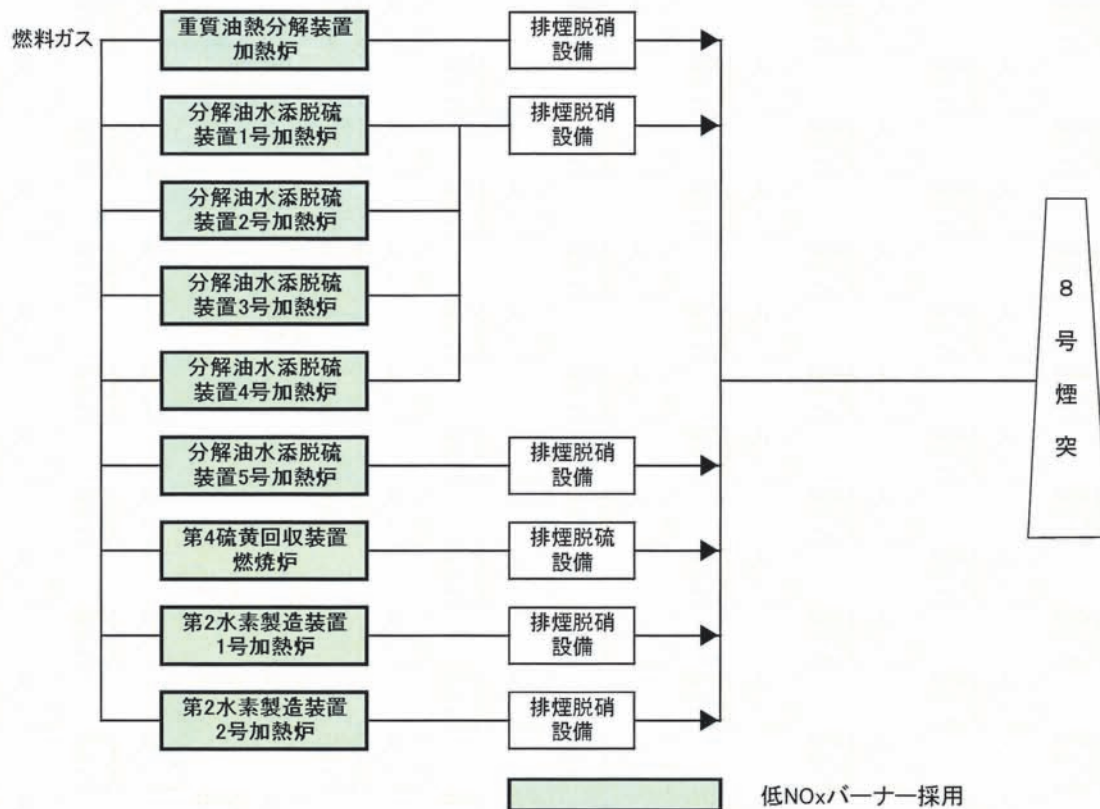 燃料ガス
重質油熱分解装置
加熱炉
排煙脱硝
設備
分解油水添脱硫
装置1号加熱炉
排煙脱硝
設備
分解油水添脱硫
装置2号加熱炉
分解油水添脱硫
装置3号加熱炉
分解油水添脱硫
装置4号加熱炉
分解油水添脱硫
装置5号加熱炉
排煙脱硝
設備
第4硫黄回収装置
燃焼炉
排煙脱硫
設備
第2水素製造装置
1号加熱炉
排煙脱硝
設備
第2水素製造装置
2号加熱炉
排煙脱硝
設備
8号煙突
低NOxバーナー採用